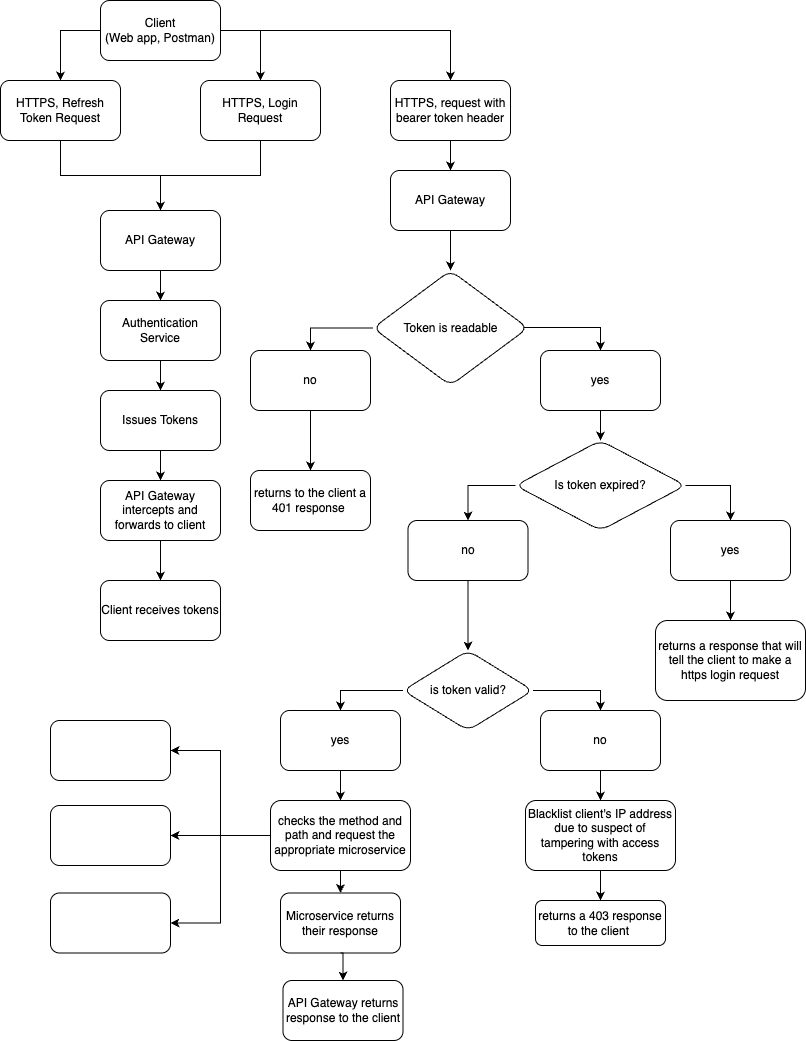 Client
(Web app, Postman)
HTTPS, Refresh
Token Request
HTTPS, Login
Request
HTTPS, request with
bearer token header
API Gateway
API Gateway
Authentication
Service
Issues Tokens
API Gateway
intercepts and
forwards to client
Client receives tokens
Token is readable
no
yes
returns to the client a
401 response
Is token expired?
no
yes
returns a response that will
tell the client to make a
https login request
is token valid?
yes
no
checks the method and
path and request the
appropriate microservice
Blacklist client's IP address
due to suspect of
tampering with access
tokens
Microservice returns
their response
returns a 403 response
to the client
API Gateway returns
response to the client